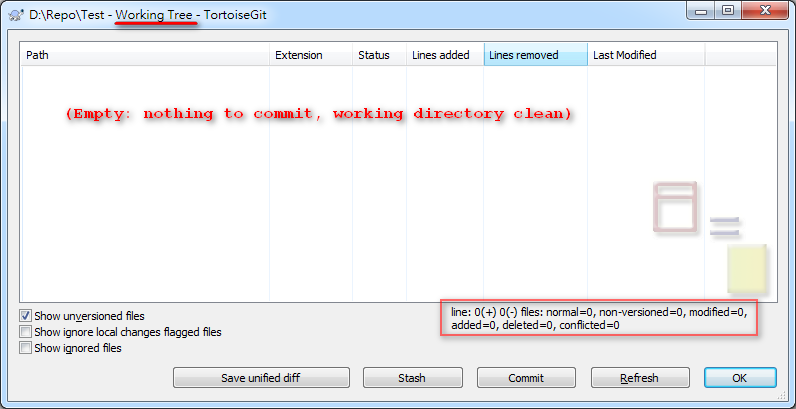 D:\Repo\Test - Working Tree - TortoiseGit
Path Extension Status Lines added Lines removed Last Modified
(Empty: nothing to commit, working directory clean)
Show unversioned files
Show ignore local changes flagged files
Show ignored files
line: 0(+) 0(-) files: normal=0, non-versioned=0, modified=0,
added=0, deleted=0, conflicted=0
Save unified diff Stash Commit Refresh OK